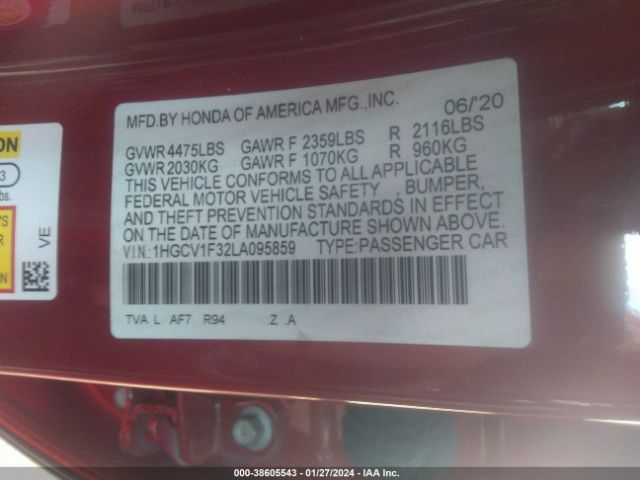 MFD.BY HONDA OF AMERICA MFG.,INC. 06/'20
GVWR 4475LBS GAWR F 2359LBS R 2116LBS
GVWR 2030KG GAWR F 1070KG R 960KG
THIS VEHICLE CONFORMS TO ALL APPLICABLE
FEDERAL MOTOR VEHICLE SAFETY BUMPER,
AND THEFT PREVENTION STANDARDS IN EFFECT
ON THE DATE OF MANUFACTURE SHOWN ABOVE.
V.I.N.:1HGCV1F32LA095859 TYPE:PASSENGER CAR
TVA L AF7 R94 Z .A
ON
3
bs.
VE
000-38605543 - 01/27/2024 - IAA Inc.